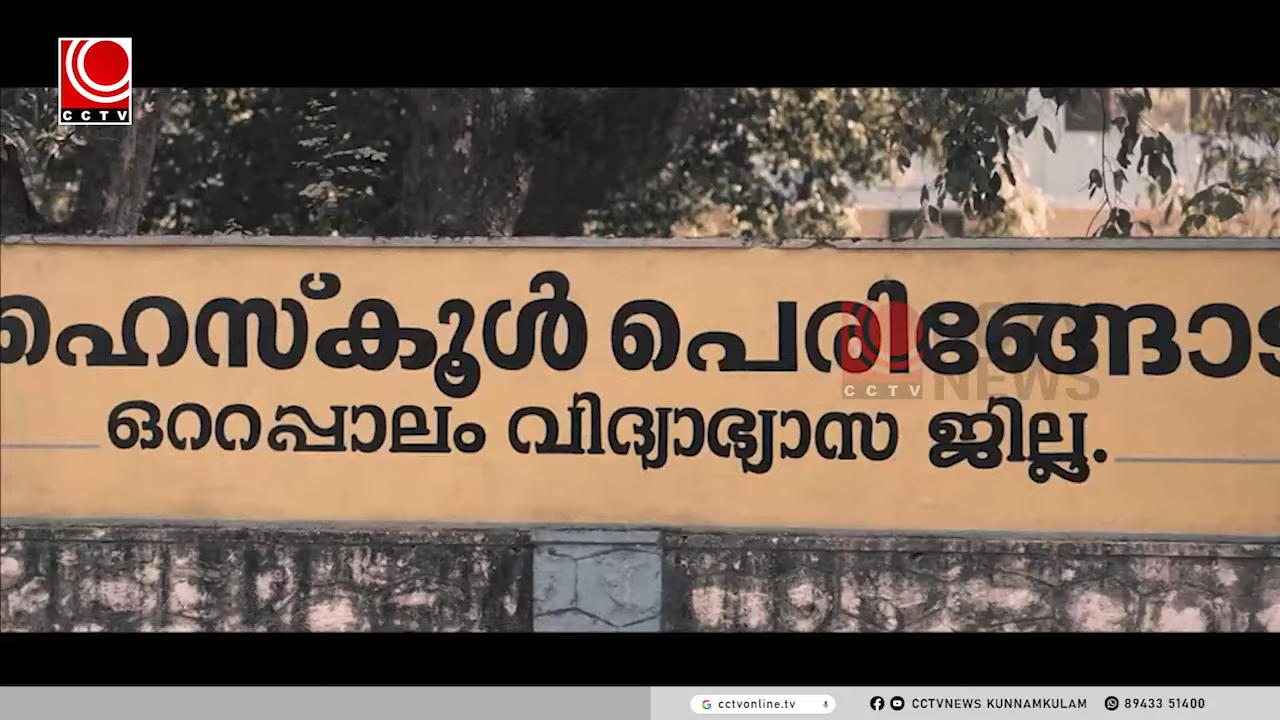 CCTV
ഹൈസ്കൂൾ പെരിങ്ങോട
CCTV NEWS
ഒററപ്പാലം വിദ്യാഭ്യാസ ജില്ല.
cctvonline.tv
CCTVNEWS KUNNAMKULAM
89433 51400